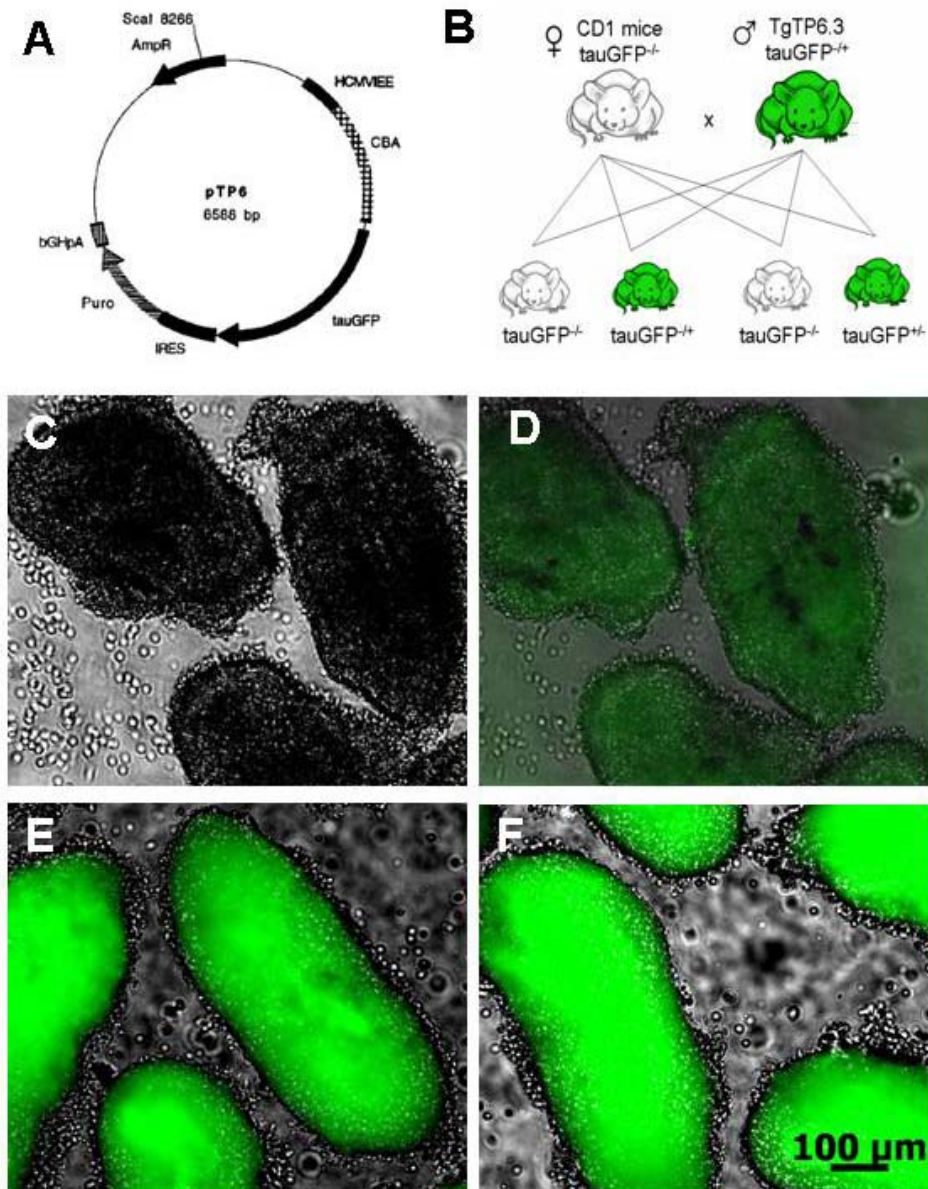 A
ScaI 8266
AmpR
HCMVIEE
CBA
pTP6
6588 bp
bGHpA
Puro
IRES
tauGFP
B
♀ CD1 mice
tauGFP-/-
♂ TgTP6.3
tauGFP-/+
x
tauGFP-/-
tauGFP-/+
tauGFP-/-
tauGFP+/-
C
D
E
F
100 µm